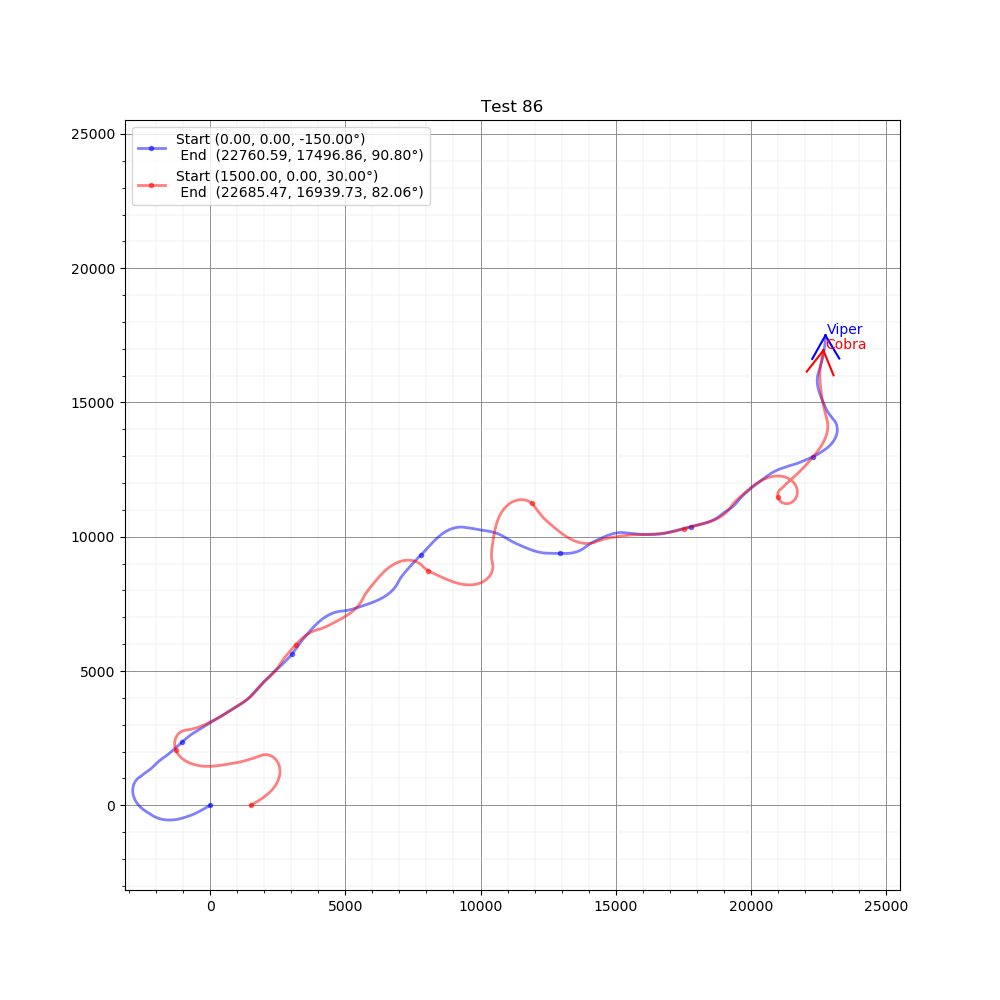 Test 86
Start (0.00, 0.00, -150.00°)
End (22760.59, 17496.86, 90.80°)
Start (1500.00, 0.00, 30.00°)
End (22685.47, 16939.73, 82.06°)
25000
20000
Viper
Cobra
15000
10000
5000
0
0 5000 10000 15000 20000 25000